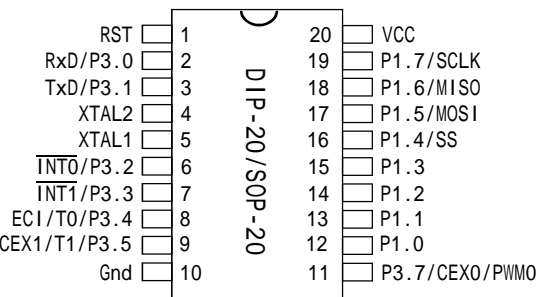 RST 1 20 VCC
RxD/P3.0 2 19 P1.7/SCLK
TxD/P3.1 3 18 P1.6/MISO
XTAL2 4 17 P1.5/MOSI
XTAL1 5 16 P1.4/SS
INT0/P3.2 6 15 P1.3
INT1/P3.3 7 14 P1.2
ECI/T0/P3.4 8 13 P1.1
CEX1/T1/P3.5 9 12 P1.0
Gnd 10 11 P3.7/CEX0/PWM0
DIP-20/SOP-20